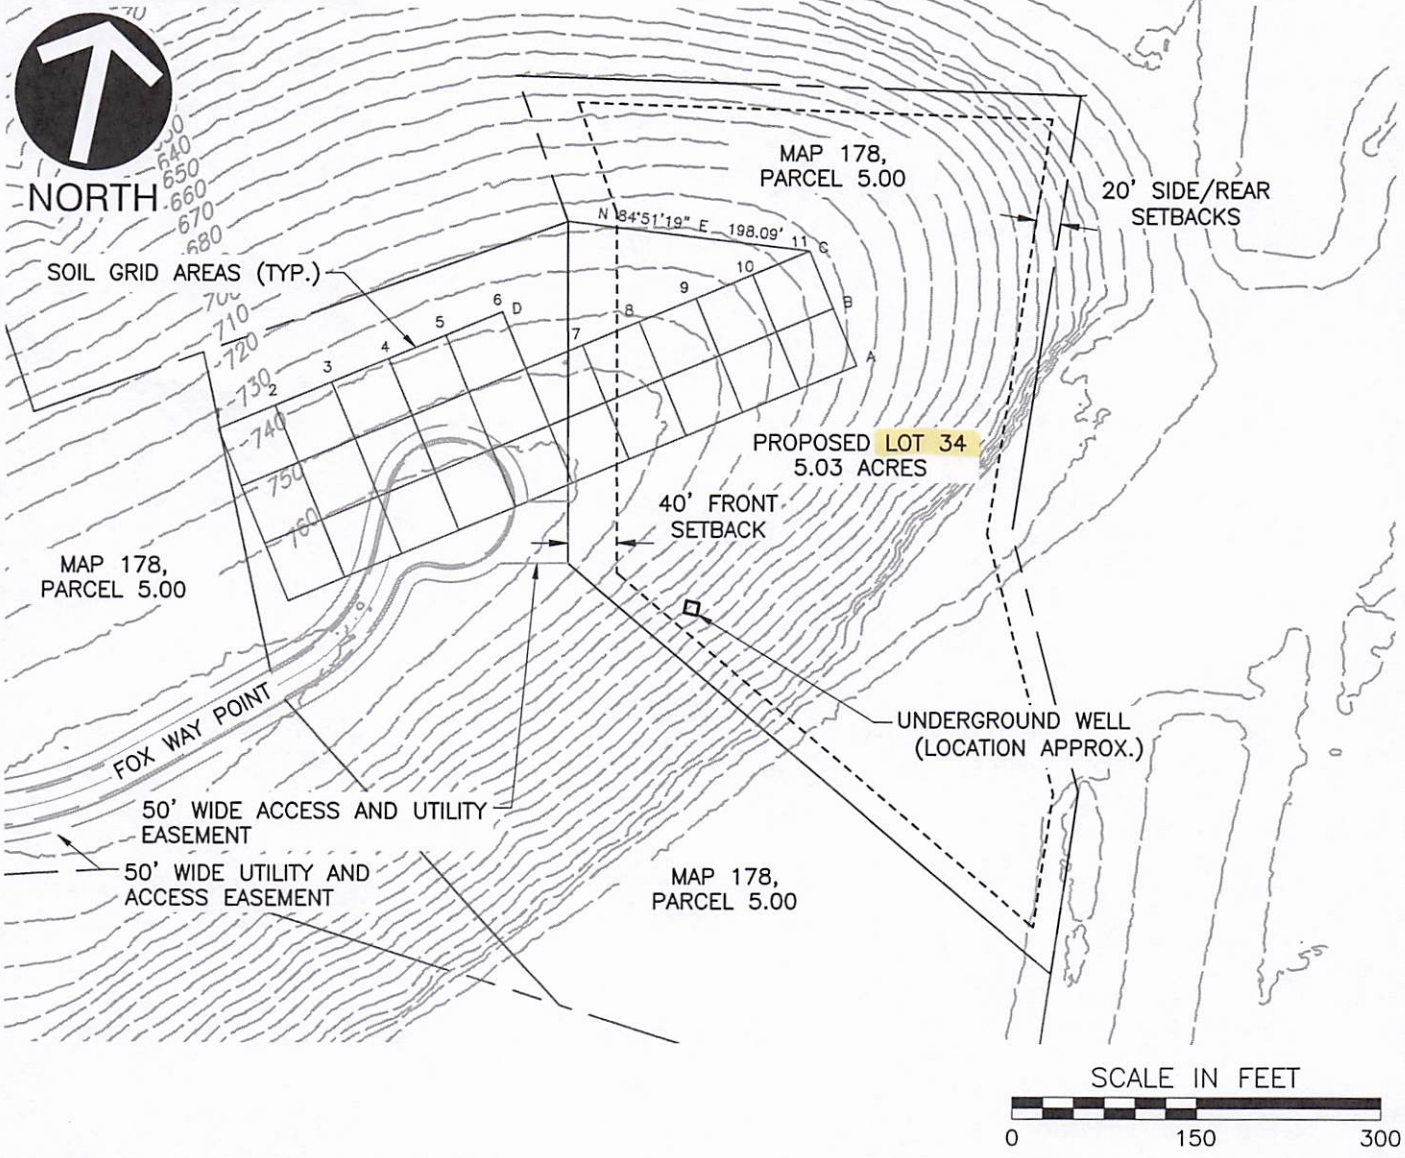 70
NORTH
630
640
650
660
670
680
MAP 178,
PARCEL 5.00
20' SIDE/REAR
SETBACKS
N 84°51'19" E 198.09'
11 C
10
9
8
7
B
A
SOIL GRID AREAS (TYP.)
700
710
720
730
740
750
760
6
D
5
4
3
2
PROPOSED LOT 34
5.03 ACRES
40' FRONT
SETBACK
MAP 178,
PARCEL 5.00
FOX WAY POINT
UNDERGROUND WELL
(LOCATION APPROX.)
50' WIDE ACCESS AND UTILITY
EASEMENT
50' WIDE UTILITY AND
ACCESS EASEMENT
MAP 178,
PARCEL 5.00
SCALE IN FEET
0 150 300